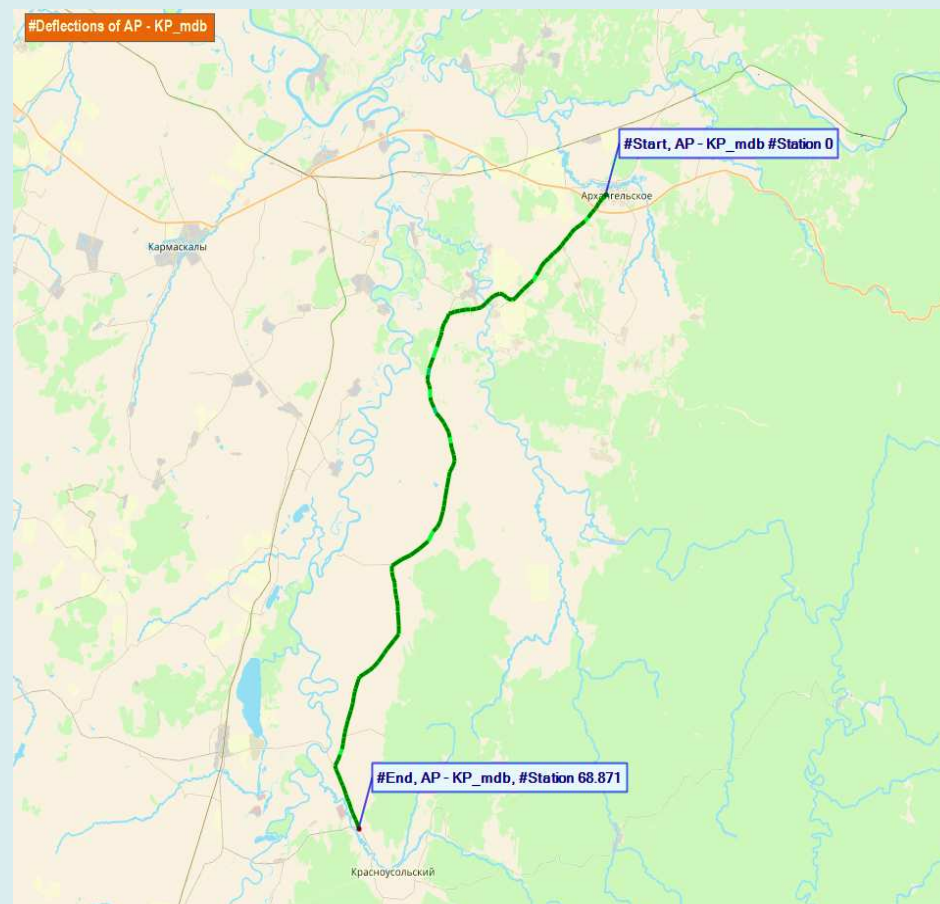 #Deflections of AP - KP_mdb
#Start, AP - KP_mdb #Station 0
Архангельское
Кармаскалы
#End, AP - KP_mdb, #Station 68.871
Красноусольский